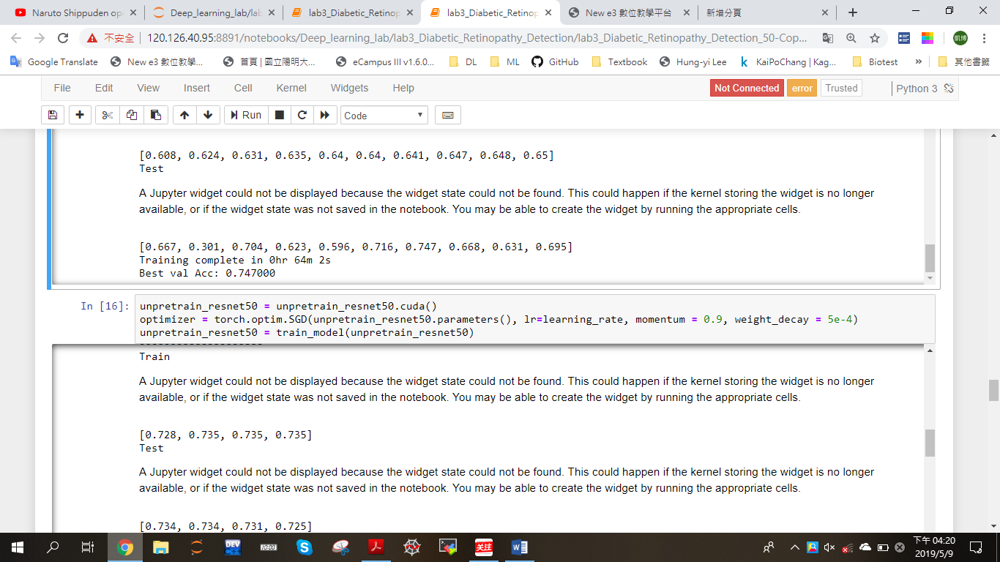 Naruto Shippuden ope
Deep_learning_lab/lab
lab3_Diabetic_Retinop
lab3_Diabetic_Retinop
New e3 數位教學平台
新增分頁
不安全 120.126.40.95:8891/notebooks/Deep_learning_lab/lab3_Diabetic_Retinopathy_Detection/lab3_Diabetic_Retinopathy_Detection_50-Cop...
凱博
Google Translate New e3 數位教學... 首頁 | 國立陽明大... eCampus III v1.6.0... DL ML GitHub Textbook Hung-yi Lee KaiPoChang | Kag... Biotest » 其他書籤
File Edit View Insert Cell Kernel Widgets Help Not Connected error Trusted Python 3
Run Code
[0.608, 0.624, 0.631, 0.635, 0.64, 0.64, 0.641, 0.647, 0.648, 0.65]
Test
A Jupyter widget could not be displayed because the widget state could not be found. This could happen if the kernel storing the widget is no longer
available, or if the widget state was not saved in the notebook. You may be able to create the widget by running the appropriate cells.
[0.667, 0.301, 0.704, 0.623, 0.596, 0.716, 0.747, 0.668, 0.631, 0.695]
Training complete in 0hr 64m 2s
Best val Acc: 0.747000
In [16]: unpretrain_resnet50 = unpretrain_resnet50.cuda()
optimizer = torch.optim.SGD(unpretrain_resnet50.parameters(), lr=learning_rate, momentum = 0.9, weight_decay = 5e-4)
unpretrain_resnet50 = train_model(unpretrain_resnet50)
--------------------
Train
A Jupyter widget could not be displayed because the widget state could not be found. This could happen if the kernel storing the widget is no longer
available, or if the widget state was not saved in the notebook. You may be able to create the widget by running the appropriate cells.
[0.728, 0.735, 0.735, 0.735]
Test
A Jupyter widget could not be displayed because the widget state could not be found. This could happen if the kernel storing the widget is no longer
available, or if the widget state was not saved in the notebook. You may be able to create the widget by running the appropriate cells.
[0.734, 0.734, 0.731, 0.725]
DEV
关注
下午 04:20
2019/5/9